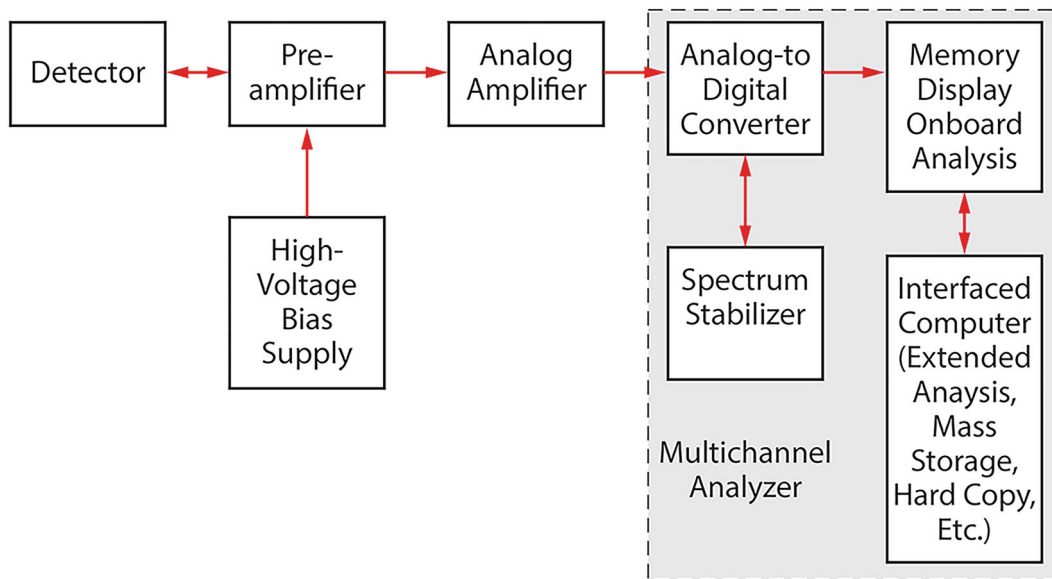 Detector
Pre-
amplifier
Analog
Amplifier
Analog-to
Digital
Converter
Memory
Display
Onboard
Analysis
High-
Voltage
Bias
Supply
Spectrum
Stabilizer
Interfaced
Computer
(Extended
Anaysis,
Mass
Storage,
Hard Copy,
Etc.)
Multichannel
Analyzer